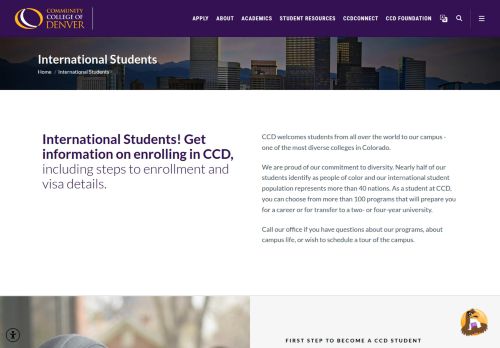 COMMUNITY
COLLEGE OF
DENVER
APPLY ABOUT ACADEMICS STUDENT RESOURCES CCDCONNECT CCD FOUNDATION
International Students
Home / International Students
International Students! Get
information on enrolling in CCD,
including steps to enrollment and
visa details.
CCD welcomes students from all over the world to our campus -
one of the most diverse colleges in Colorado.
We are proud of our commitment to diversity. Nearly half of our
students identify as people of color and our international student
population represents more than 40 nations. As a student at CCD,
you can choose from more than 100 programs that will prepare you
for a career or for transfer to a two- or four-year university.
Call our office if you have questions about our programs, about
campus life, or wish to schedule a tour of the campus.
FIRST STEP TO BECOME A CCD STUDENT